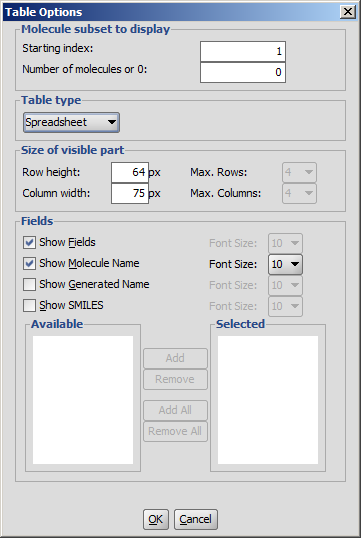 Table Options
Molecule subset to display
Starting index: 1
Number of molecules or 0: 0
Table type
Spreadsheet
Size of visible part
Row height: 64 px Max. Rows: 4
Column width: 75 px Max. Columns: 4
Fields
Show Fields Font Size: 10
Show Molecule Name Font Size: 10
Show Generated Name Font Size: 10
Show SMILES Font Size: 10
Available Selected
Add
Remove
Add All
Remove All
OK Cancel